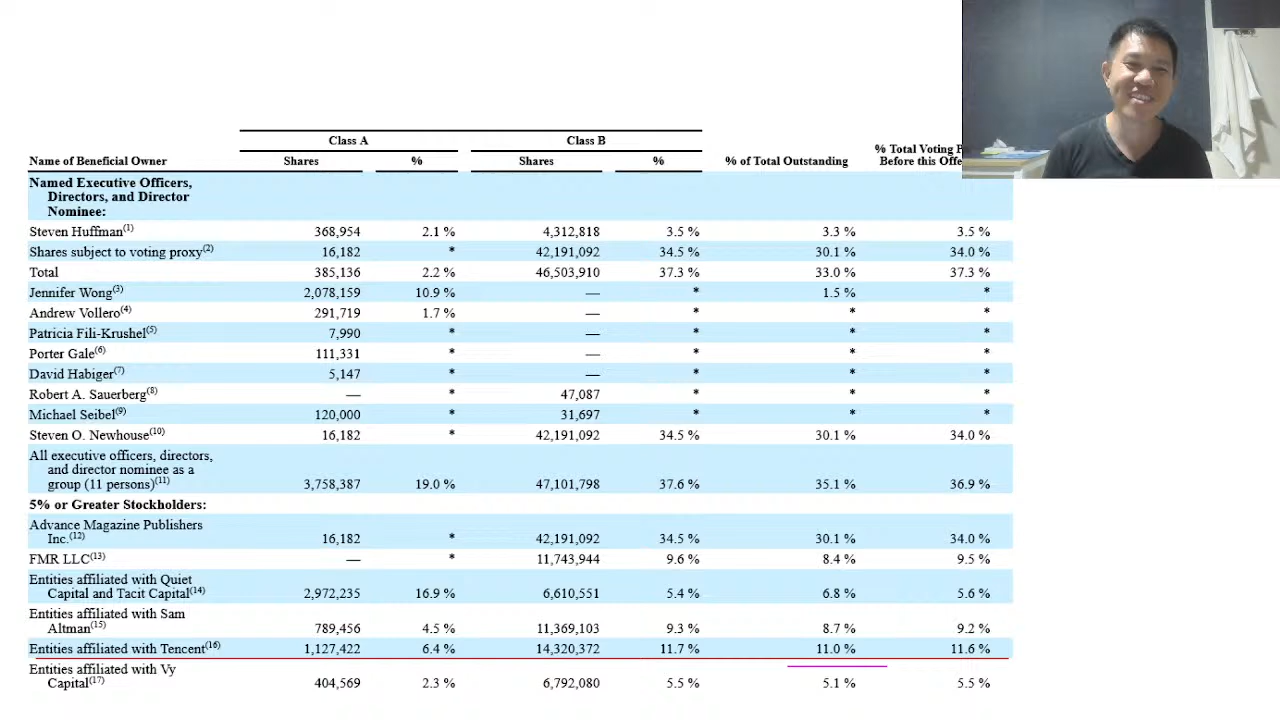 Class A Class B
Name of Beneficial Owner Shares % Shares % % of Total Outstanding % Total Voting
Before this
Named Executive Officers,
Directors, and Director
Nominee:
Steven Huffman(1) 368,954 2.1 % 4,312,818 3.5 % 3.3 % 3.5 %
Shares subject to voting proxy(2) 16,182 * 42,191,092 34.5 % 30.1 % 34.0 %
Total 385,136 2.2 % 46,503,910 37.3 % 33.0 % 37.3 %
Jennifer Wong(3) 2,078,159 10.9 % — * 1.5 % *
Andrew Vollero(4) 291,719 1.7 % — * * *
Patricia Fili-Krushel(5) 7,990 * — * * *
Porter Gale(6) 111,331 * — * * *
David Habiger(7) 5,147 * — * * *
Robert A. Sauerberg(8) — * 47,087 * * *
Michael Seibel(9) 120,000 * 31,697 * * *
Steven O. Newhouse(10) 16,182 * 42,191,092 34.5 % 30.1 % 34.0 %
All executive officers, directors,
and director nominee as a
group (11 persons)(11) 3,758,387 19.0 % 47,101,798 37.6 % 35.1 % 36.9 %
5% or Greater Stockholders:
Advance Magazine Publishers
Inc.(12) 16,182 * 42,191,092 34.5 % 30.1 % 34.0 %
FMR LLC(13) — * 11,743,944 9.6 % 8.4 % 9.5 %
Entities affiliated with Quiet
Capital and Tacit Capital(14) 2,972,235 16.9 % 6,610,551 5.4 % 6.8 % 5.6 %
Entities affiliated with Sam
Altman(15) 789,456 4.5 % 11,369,103 9.3 % 8.7 % 9.2 %
Entities affiliated with Tencent(16) 1,127,422 6.4 % 14,320,372 11.7 % 11.0 % 11.6 %
Entities affiliated with Vy
Capital(17) 404,569 2.3 % 6,792,080 5.5 % 5.1 % 5.5 %